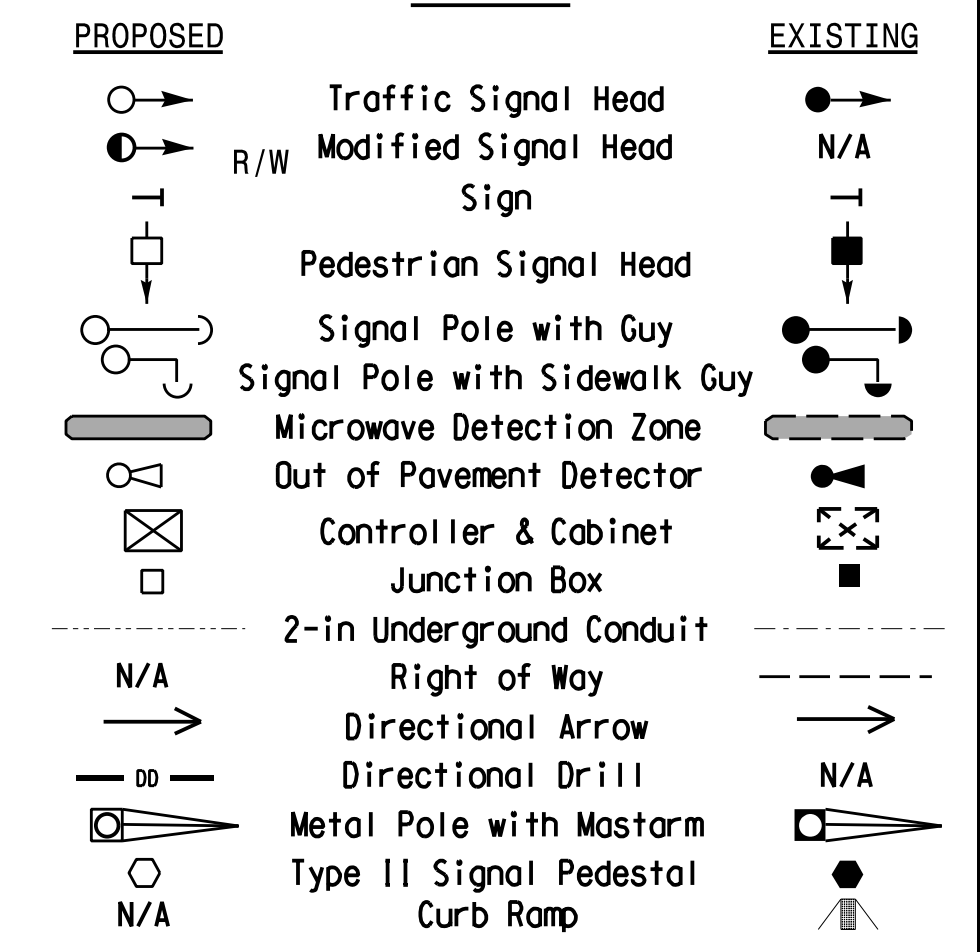 PROPOSED EXISTING
Traffic Signal Head
R/W Modified Signal Head N/A
Sign
Pedestrian Signal Head
Signal Pole with Guy
Signal Pole with Sidewalk Guy
Microwave Detection Zone
Out of Pavement Detector
Controller & Cabinet
Junction Box
2-in Underground Conduit
N/A Right of Way
Directional Arrow
DD Directional Drill N/A
Metal Pole with Mastarm
Type II Signal Pedestal
N/A Curb Ramp